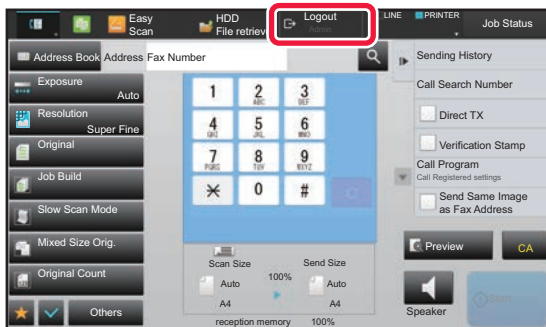 Easy
Scan
HDD
File retriev
Logout
Admin
LINE
PRINTER
Job Status
Address Book
Address
Fax Number
Exposure
Auto
Resolution
Super Fine
Original
Job Build
Slow Scan Mode
Mixed Size Orig.
Original Count
Others
1
2 ABC
3 DEF
4 GHI
5 JKL
6 MNO
7 PQRS
8 TUV
9 WXYZ
0
#
Scan Size
Send Size
100%
Auto
Auto
A4
A4
reception memory 100%
Sending History
Call Search Number
Direct TX
Verification Stamp
Call Program
Call Registered settings
Send Same Image
as Fax Address
Preview
CA
Speaker
Start